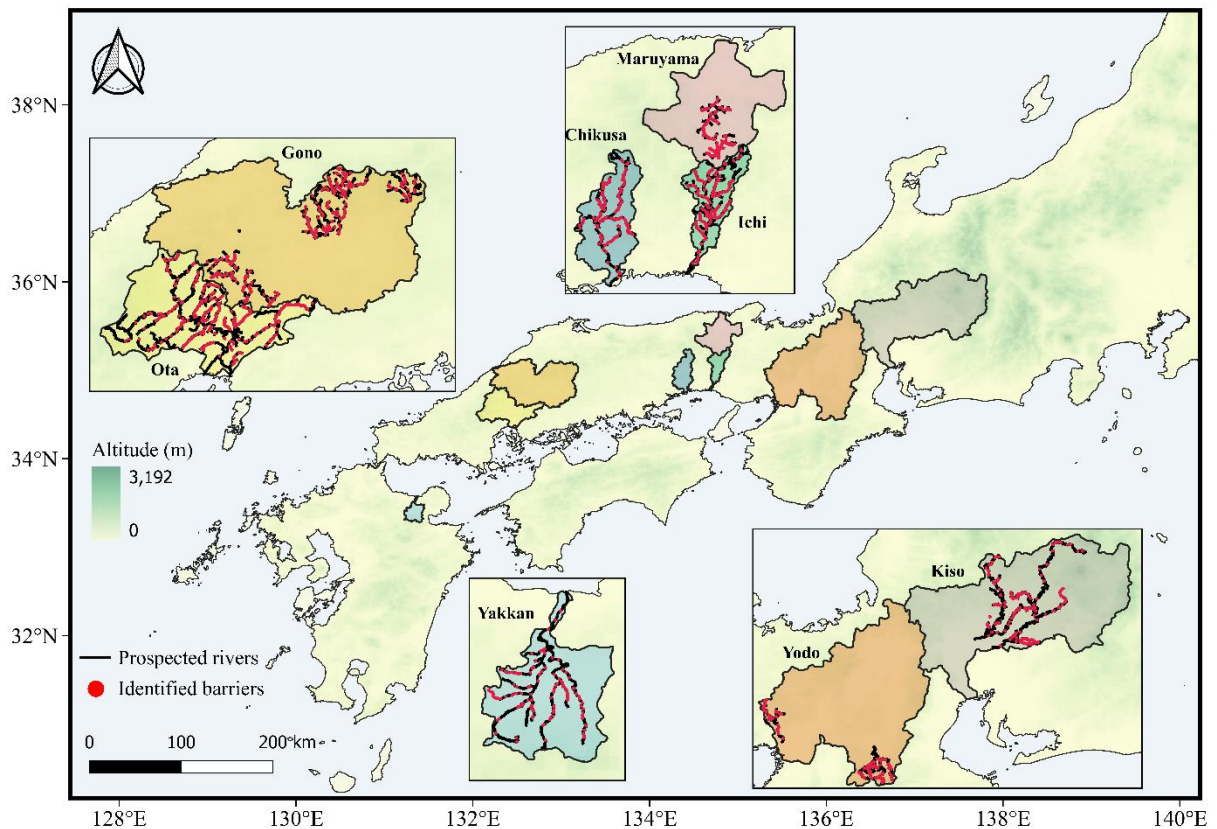 38°N
36°N
34°N
32°N
Gono
Ota
Maruyama
Chikusa
Ichi
Altitude (m)
3,192
0
Yakkan
Kiso
Yodo
Prospected rivers
Identified barriers
0 100 200 km
128°E 130°E 132°E 134°E 136°E 138°E 140°E